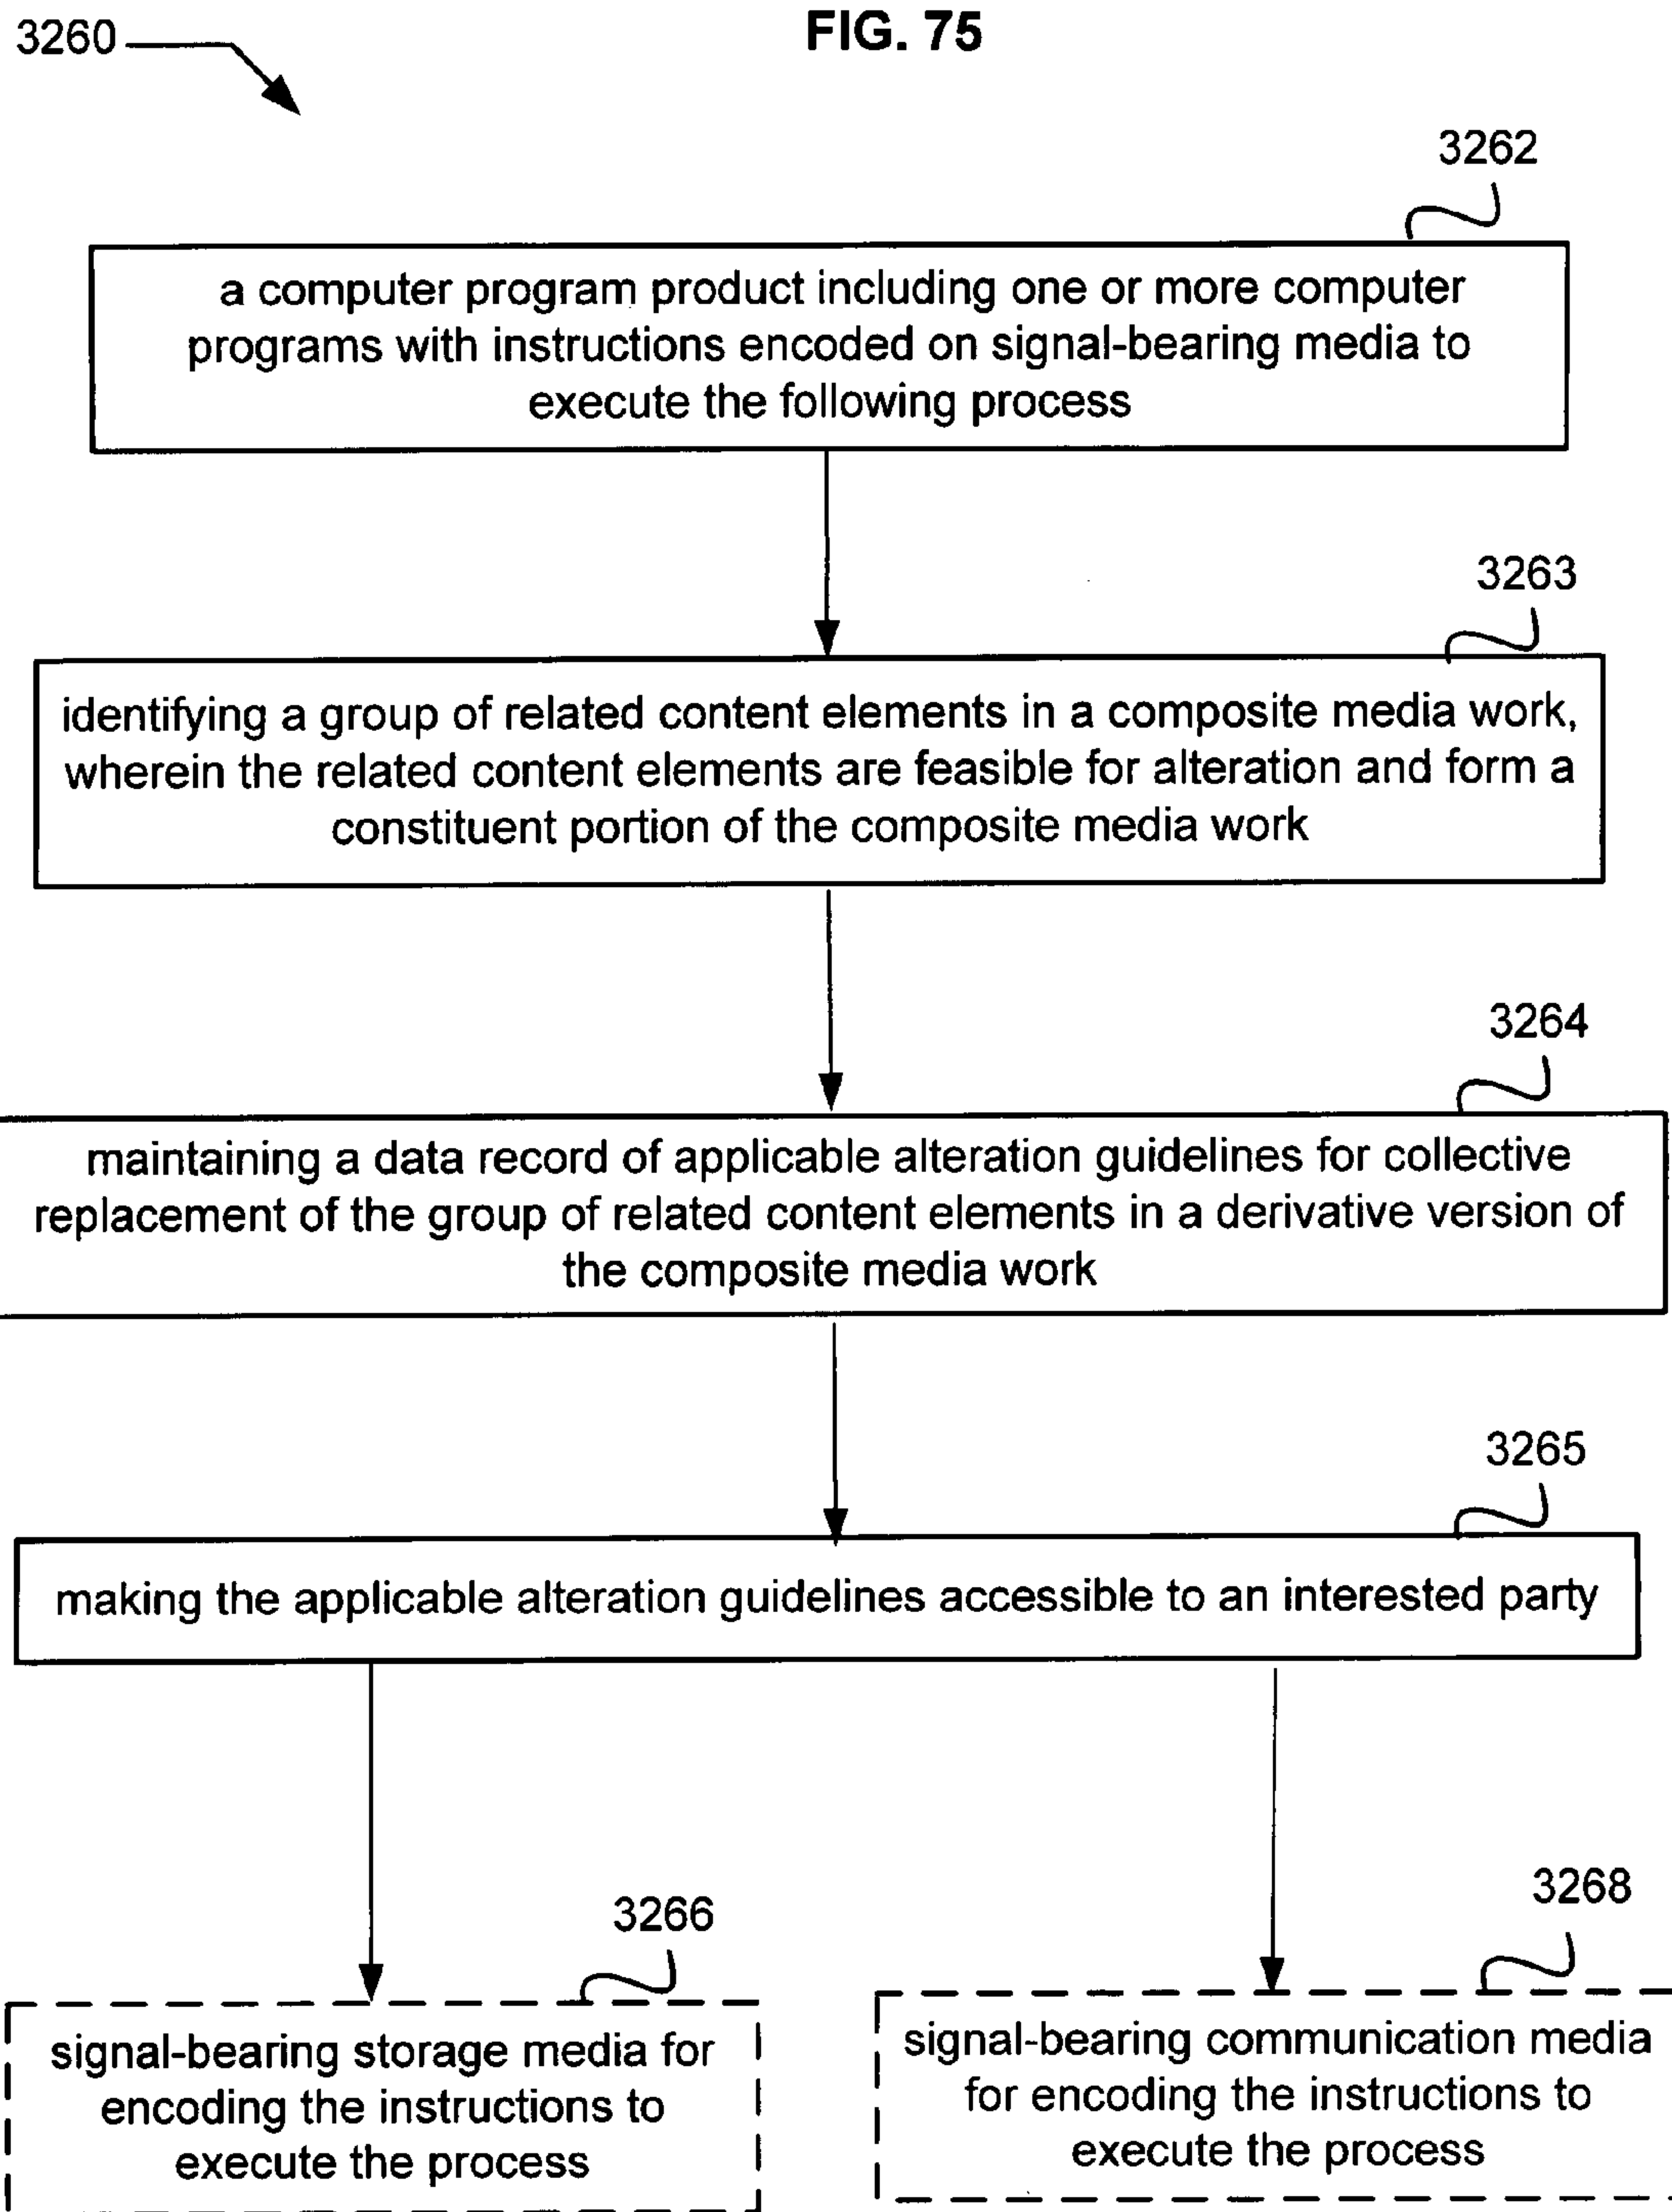 FIG. 75
3260
3262
a computer program product including one or more computer
programs with instructions encoded on signal-bearing media to
execute the following process
3263
identifying a group of related content elements in a composite media work,
wherein the related content elements are feasible for alteration and form a
constituent portion of the composite media work
3264
maintaining a data record of applicable alteration guidelines for collective
replacement of the group of related content elements in a derivative version of
the composite media work
3265
making the applicable alteration guidelines accessible to an interested party
3266
signal-bearing storage media for
encoding the instructions to
execute the process
3268
signal-bearing communication media
for encoding the instructions to
execute the process